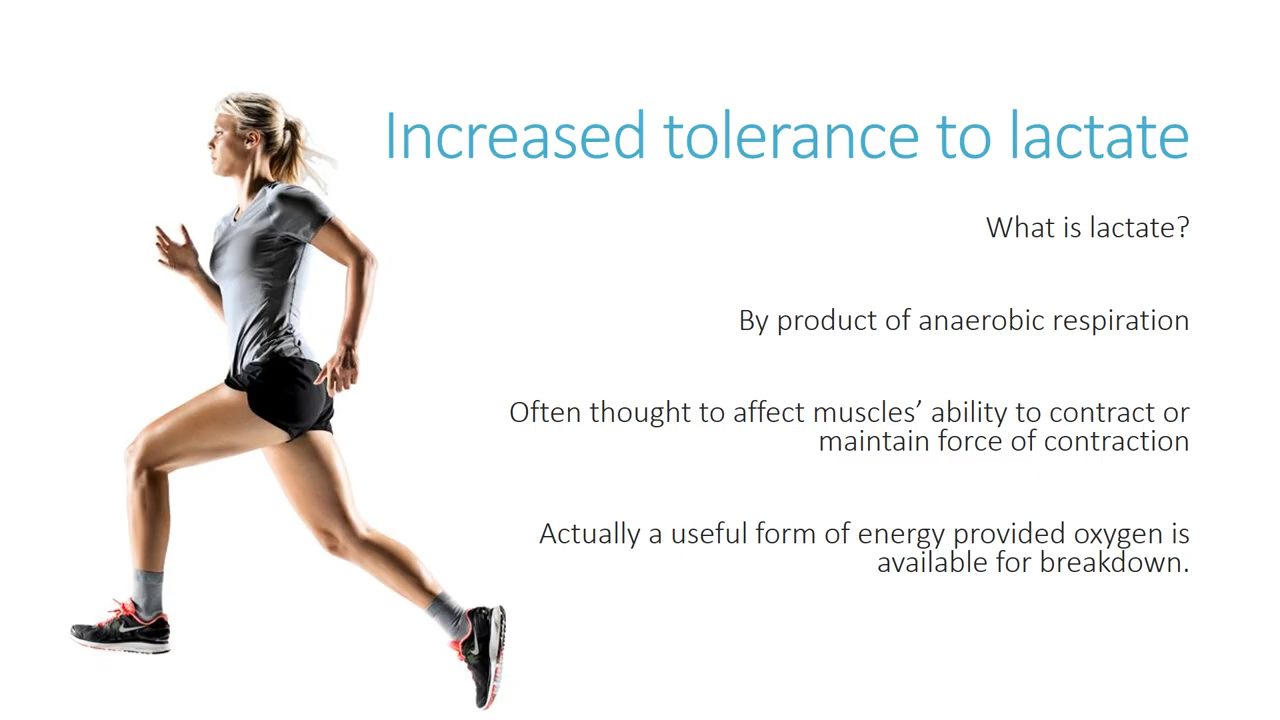 Increased tolerance to lactate
What is lactate?
By product of anaerobic respiration
Often thought to affect muscles’ ability to contract or
maintain force of contraction
Actually a useful form of energy provided oxygen is
available for breakdown.